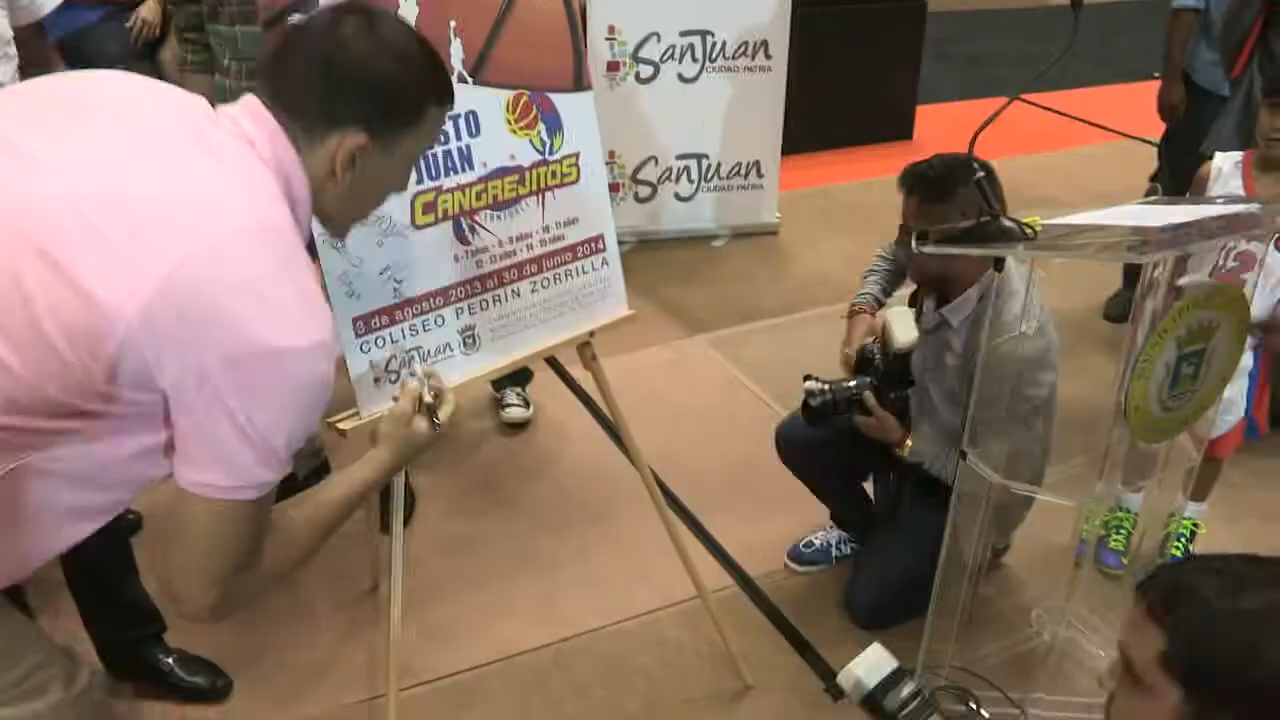 STO
JUAN
CANGREJITOS
6-7 años • 8-9 años • 10-11 años
12-13 años • 14-15 años
3 de agosto 2013 al 30 de junio 2014
COLISEO PEDRÍN ZORRILLA
SanJuan
SanJuan
CIUDAD PATRIA
SanJuan
CIUDAD PATRIA